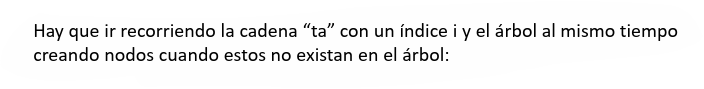 Hay que ir recorriendo la cadena “ta” con un índice i y el árbol al mismo tiempo
creando nodos cuando estos no existan en el árbol: